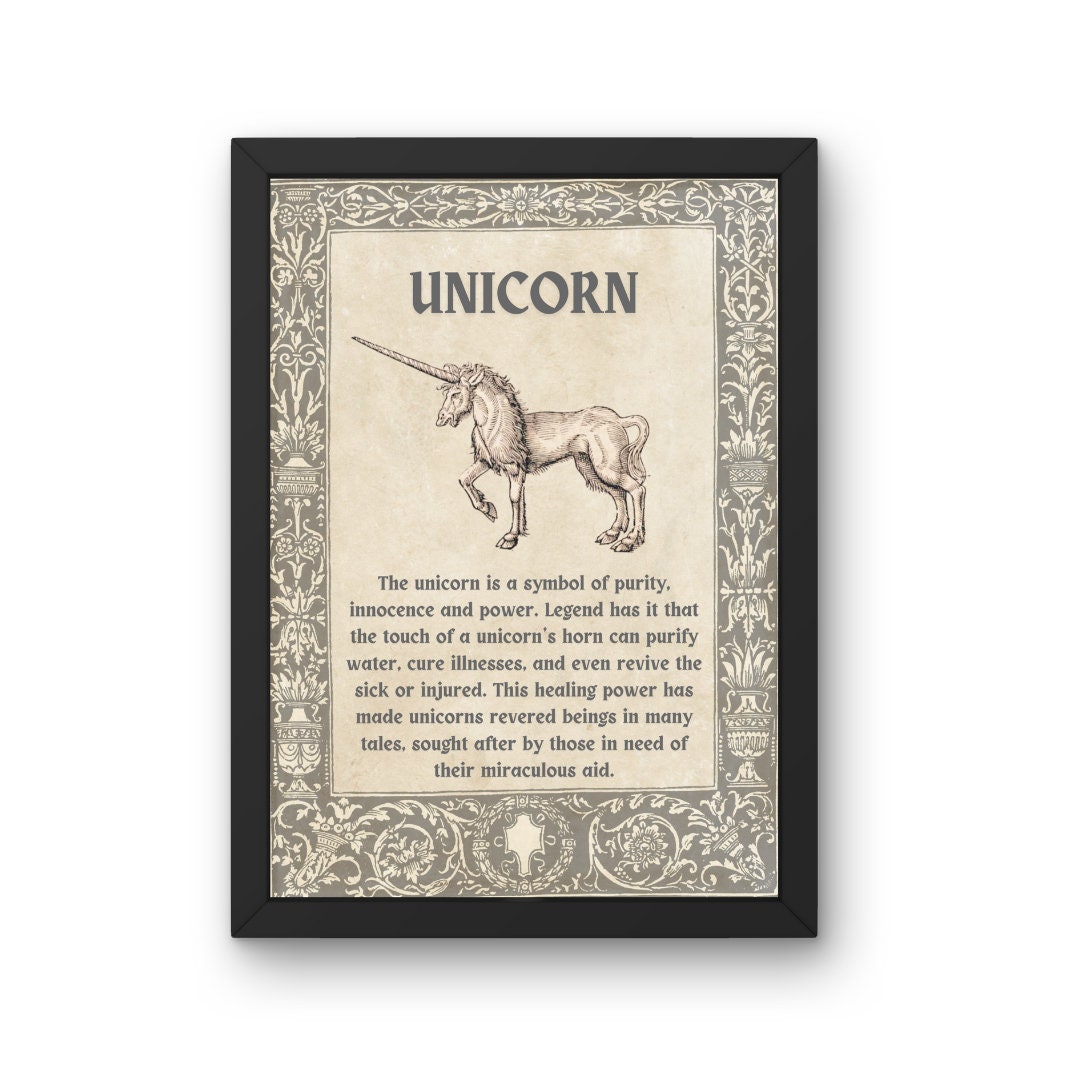 UNICORN
The unicorn is a symbol of purity,
innocence and power. Legend has it that
the touch of a unicorn's horn can purify
water, cure illnesses, and even revive the
sick or injured. This healing power has
made unicorns revered beings in many
tales, sought after by those in need of
their miraculous aid.